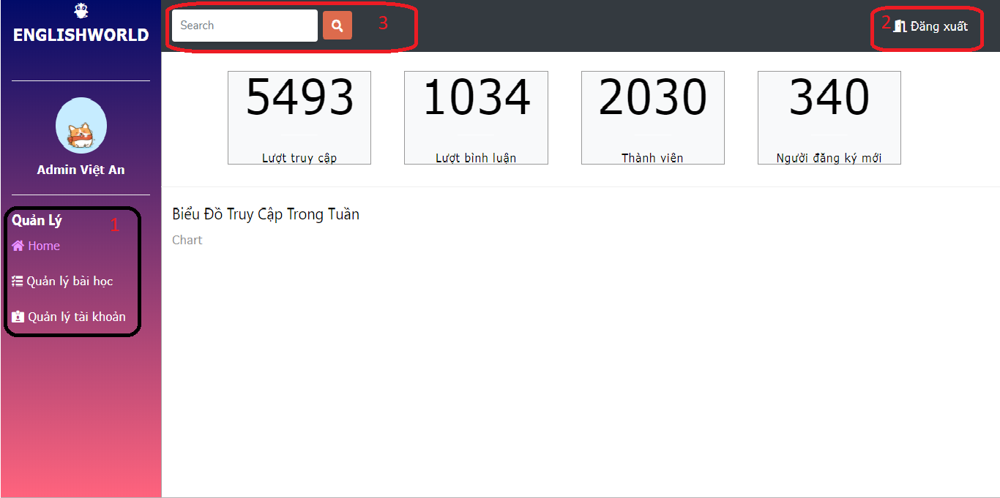 ENGLISHWORLD
Admin Việt An
Quản Lý 1
Home
Quản lý bài học
Quản lý tài khoản
Search 3
2 Đăng xuất
5493
Lượt truy cập
1034
Lượt bình luận
2030
Thành viên
340
Người đăng ký mới
Biểu Đồ Truy Cập Trong Tuần
Chart